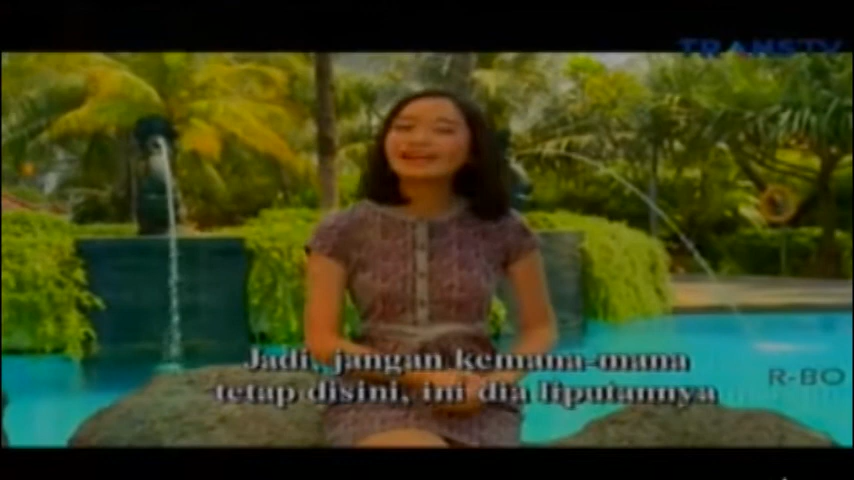 TRANSTV
Jadi, jangan kemana-mana
tetap disini, ini dia liputannya
R-BO